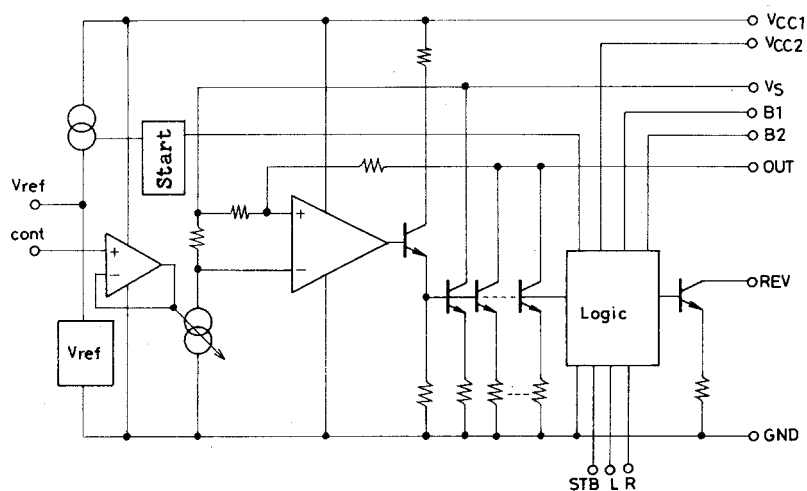 VCC1
VCC2
VS
B1
B2
OUT
Start
Vref
cont
+
−
+
−
REV
Logic
Vref
GND
STB L R